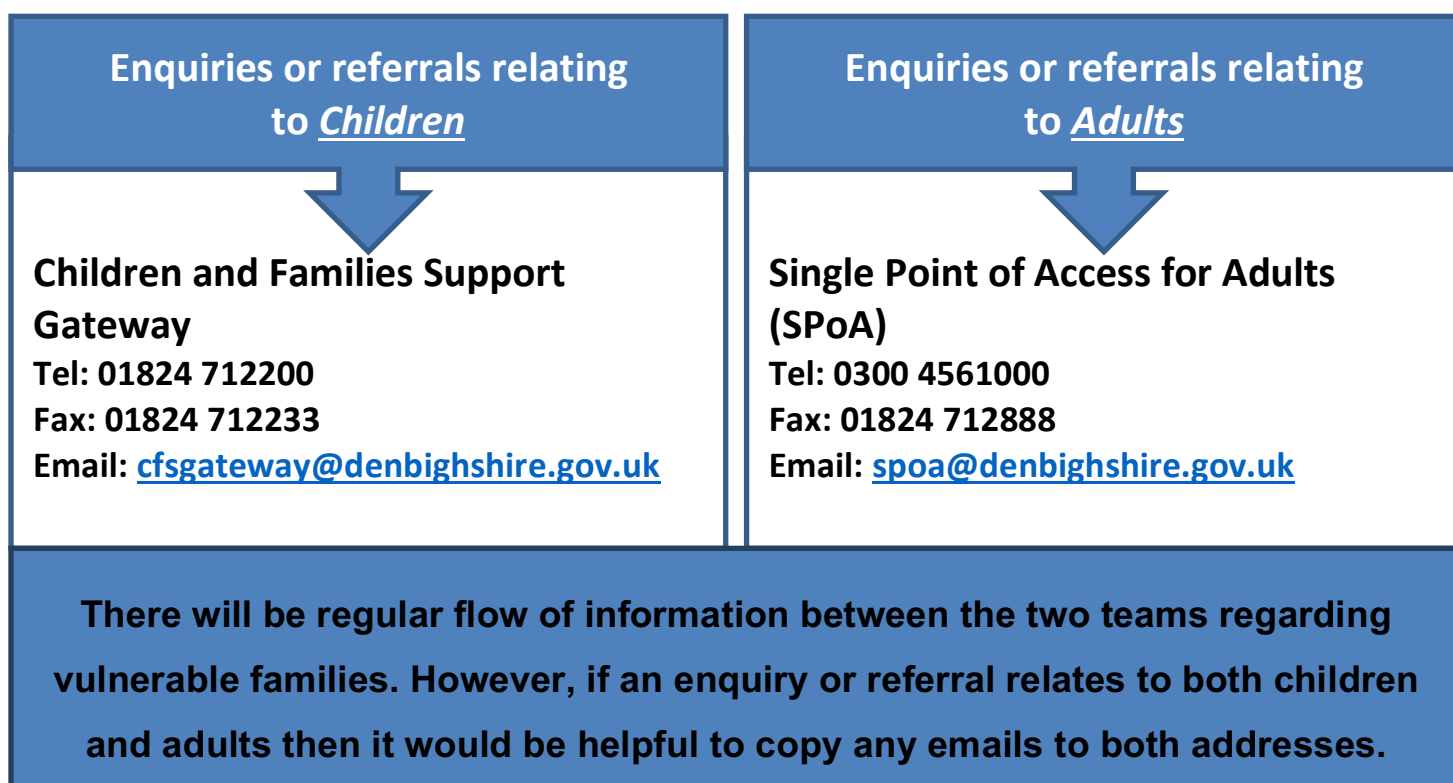 Enquiries or referrals relating
to Children
Children and Families Support
Gateway
Tel: 01824 712200
Fax: 01824 712233
Email: cfsgateway@denbighshire.gov.uk
Enquiries or referrals relating
to Adults
Single Point of Access for Adults
(SPoA)
Tel: 0300 4561000
Fax: 01824 712888
Email: spoa@denbighshire.gov.uk
There will be regular flow of information between the two teams regarding
vulnerable families. However, if an enquiry or referral relates to both children
and adults then it would be helpful to copy any emails to both addresses.